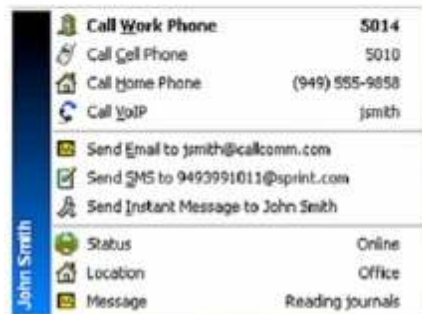 Call Work Phone 5014
Call Cell Phone 5010
Call Home Phone (949) 555-9858
Call VoIP jsmith
Send Email to jsmith@callcomm.com
Send SMS to 9493991011@sprint.com
Send Instant Message to John Smith
Status Online
Location Office
Message Reading journals
John Smith